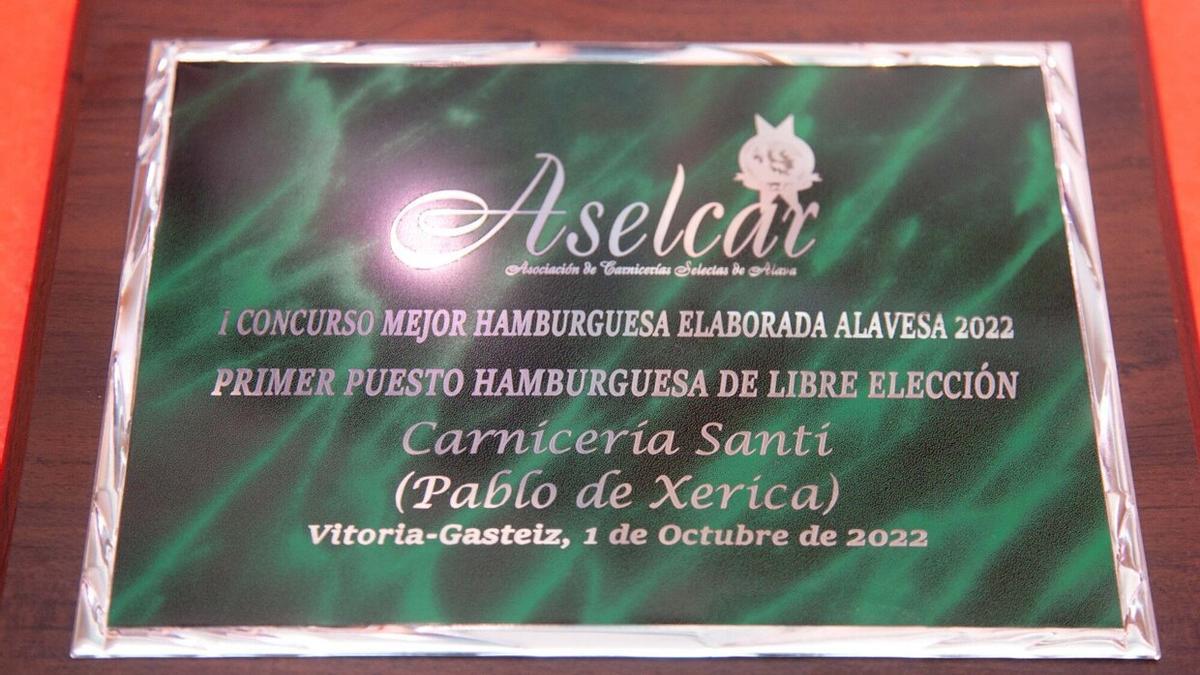 Aselcar
Asociación de Carnicerías Selectas de Alava
I CONCURSO MEJOR HAMBURGUESA ELABORADA ALAVESA 2022
PRIMER PUESTO HAMBURGUESA DE LIBRE ELECCIÓN
Carnicería Santi
(Pablo de Xerica)
Vitoria-Gasteiz, 1 de Octubre de 2022